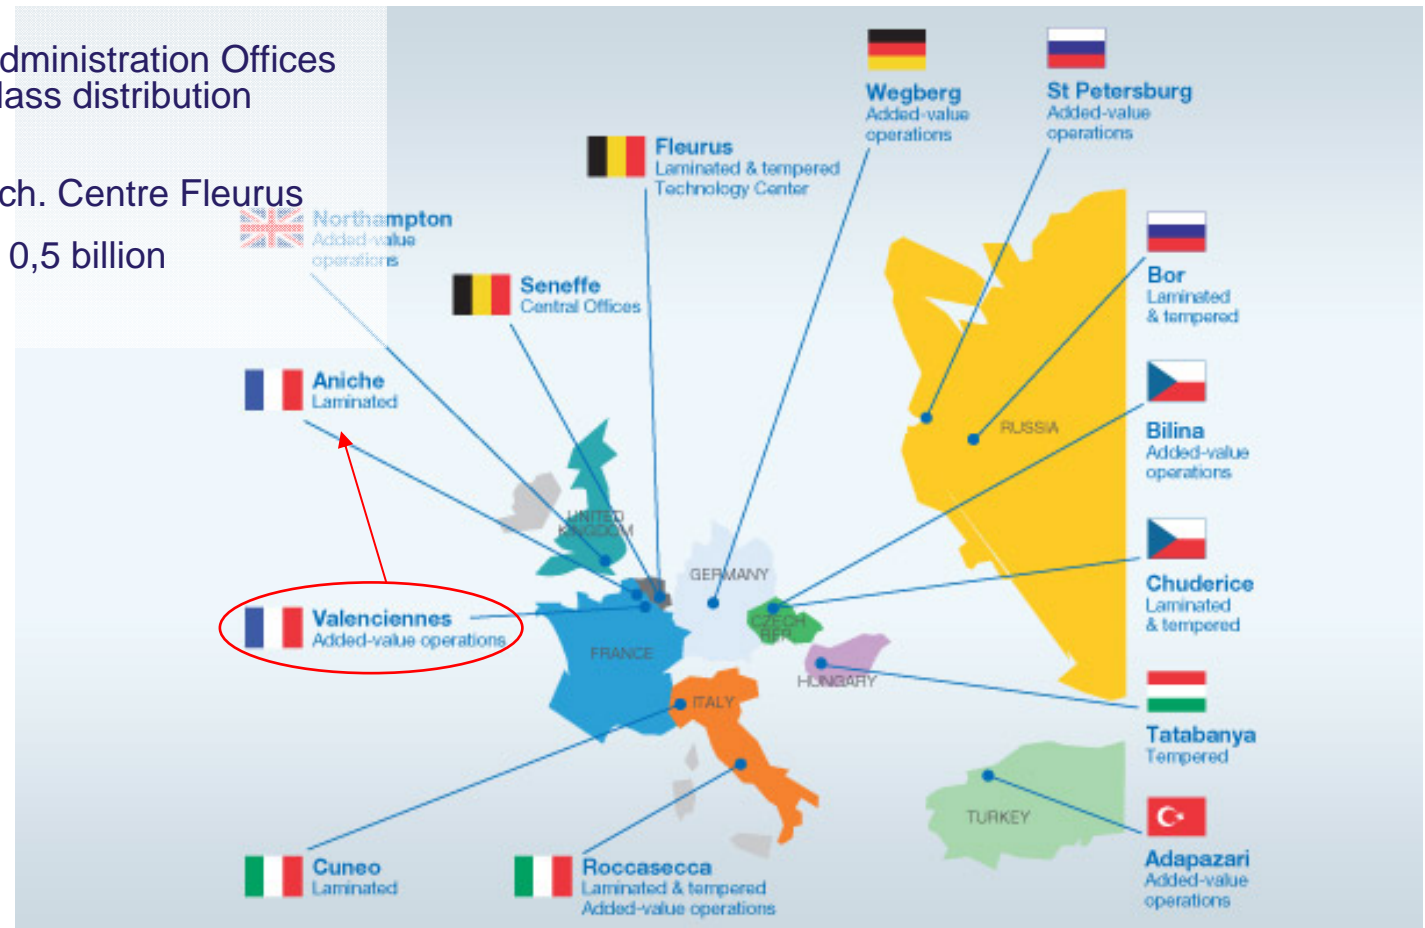 dministration Offices
lass distribution
ch. Centre Fleurus
0,5 billion
Wegberg
Added-value
operations
St Petersburg
Added-value
operations
Fleurus
Laminated & tempered
Technology Center
Northampton
Added-value
operations
Seneffe
Central Offices
Bor
Laminated
& tempered
Aniche
Laminated
Bilina
Added-value
operations
RUSSIA
UNITED
KINGDOM
GERMANY
Chuderice
Laminated
& tempered
Valenciennes
Added-value operations
CZECH
REP.
FRANCE
HUNGARY
ITALY
Tatabanya
Tempered
TURKEY
Adapazari
Added-value
operations
Cuneo
Laminated
Roccasecca
Laminated & tempered
Added-value operations